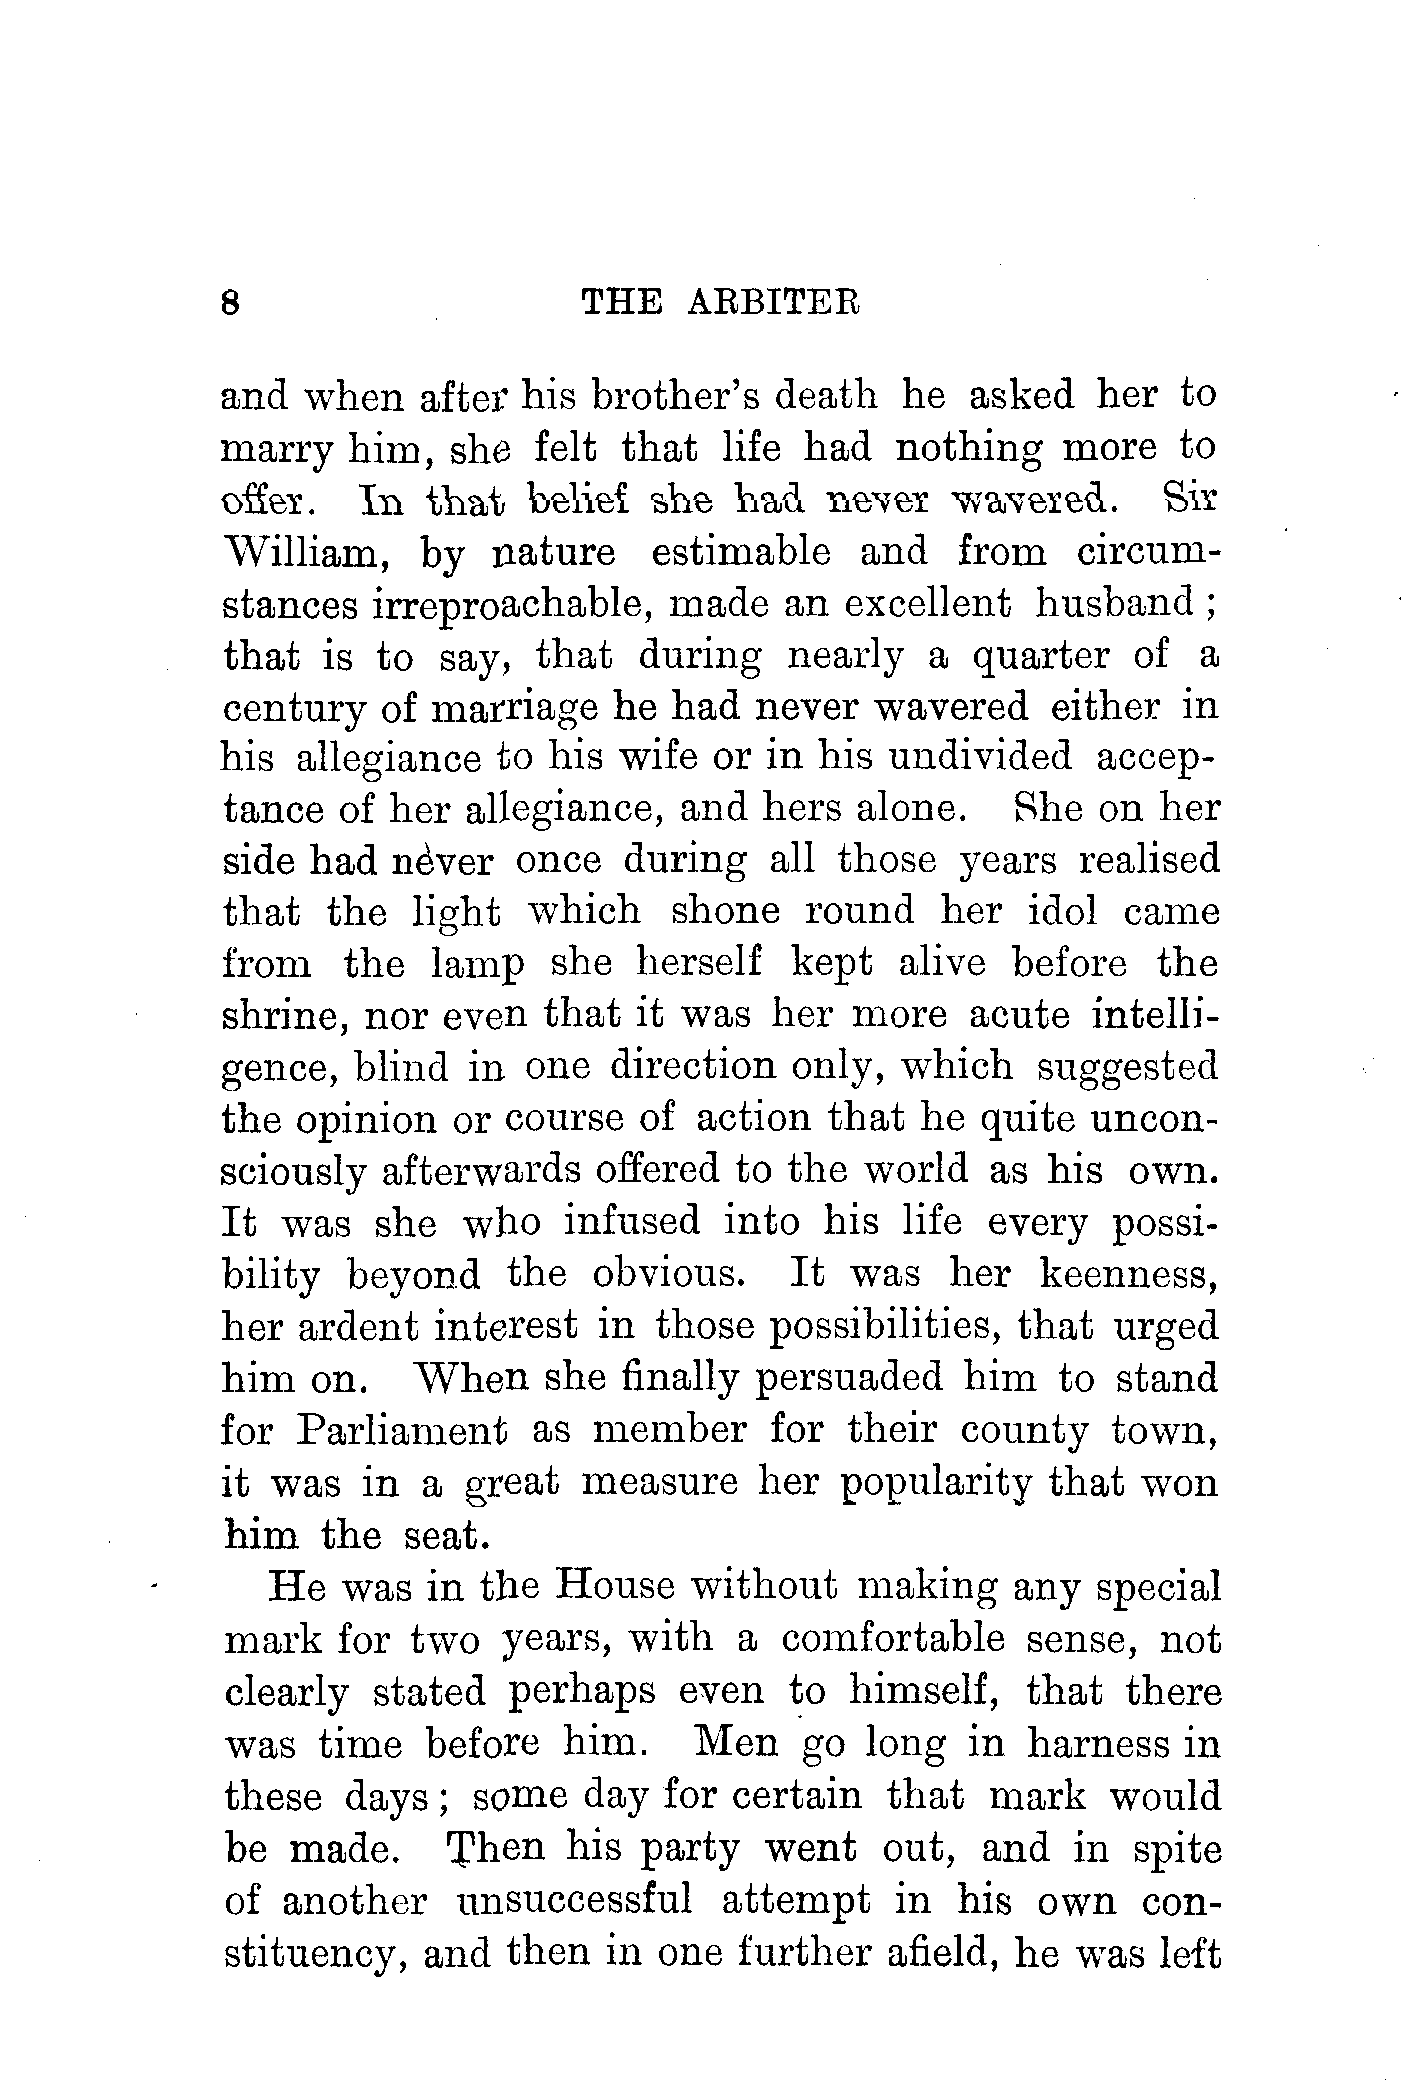 8 THE ARBITER
and when after his brother's death he asked her to
marry him, she felt that life had nothing more to
offer. In that belief she had never wavered. Sir
William, by nature estimable and from circum-
stances irreproachable, made an excellent husband ;
that is to say, that during nearly a quarter of a
century of marriage he had never wavered either in
his allegiance to his wife or in his undivided accep-
tance of her allegiance, and hers alone. She on her
side had never once during all those years realised
that the light which shone round her idol came
from the lamp she herself kept alive before the
shrine, nor even that it was her more acute intelli-
gence, blind in one direction only, which suggested
the opinion or course of action that he quite uncon-
sciously afterwards offered to the world as his own.
It was she who infused into his life every possi-
bility beyond the obvious. It was her keenness,
her ardent interest in those possibilities, that urged
him on. When she finally persuaded him to stand
for Parliament as member for their county town,
it was in a great measure her popularity that won
him the seat.
He was in the House without making any special
mark for two years, with a comfortable sense, not
clearly stated perhaps even to himself, that there
was time before him. Men go long in harness in
these days ; some day for certain that mark would
be made. Then his party went out, and in spite
of another unsuccessful attempt in his own con-
stituency, and then in one further afield, he was left